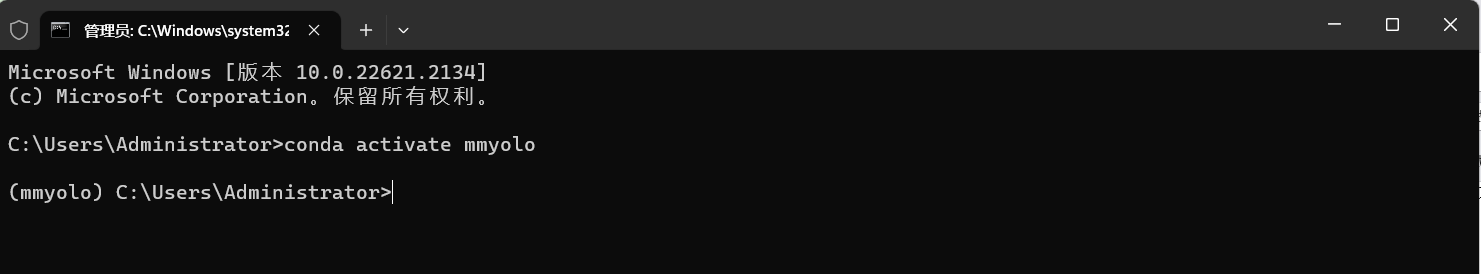 管理员: C:\Windows\system32
Microsoft Windows [版本 10.0.22621.2134]
(c) Microsoft Corporation。保留所有权利。
C:\Users\Administrator>conda activate mmyolo
(mmyolo) C:\Users\Administrator>